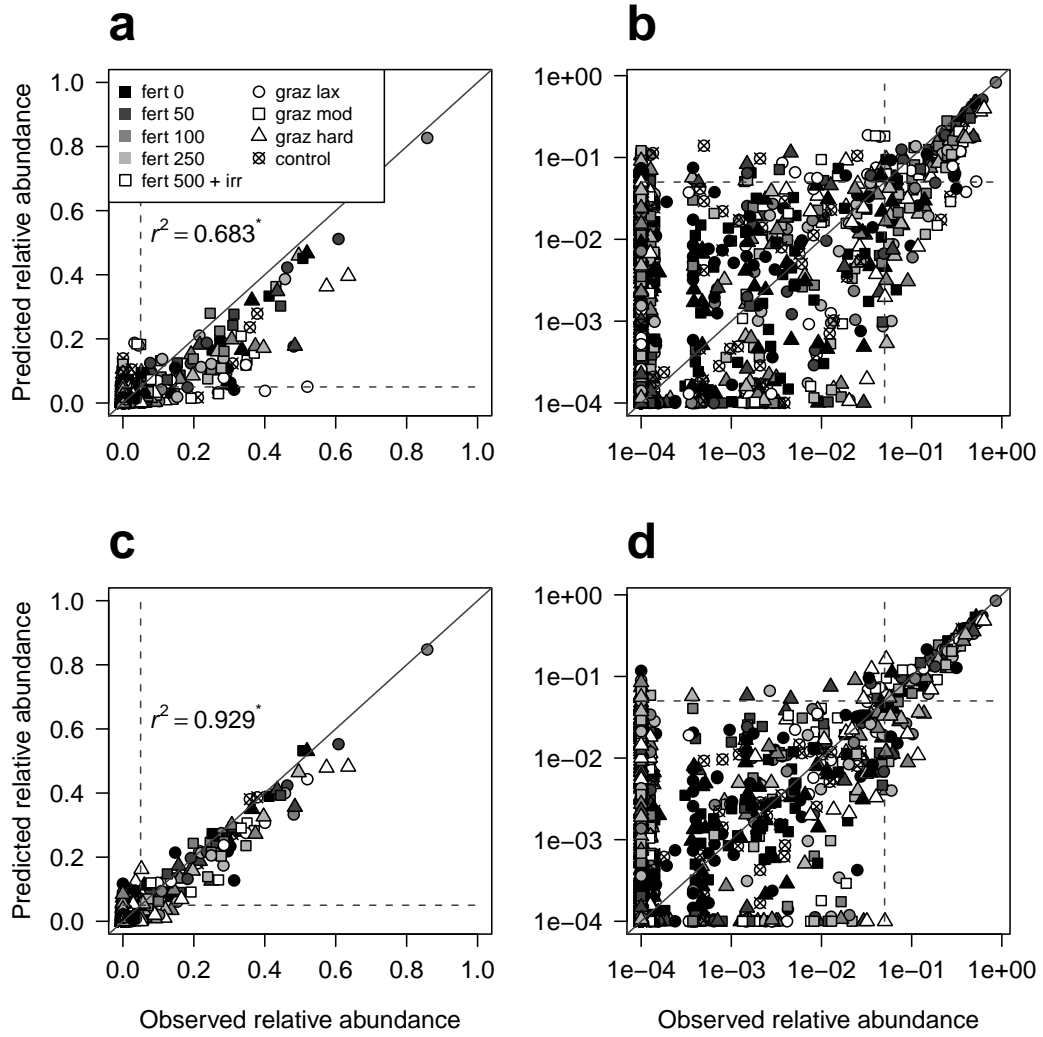 a
b
Predicted relative abundance
1.0
0.8
0.6
0.4
0.2
0.0
fert 0
fert 50
fert 100
fert 250
fert 500 + irr
graz lax
graz mod
graz hard
control
r² = 0.683*
0.0 0.2 0.4 0.6 0.8 1.0
1e+00
1e−01
1e−02
1e−03
1e−04
1e−04 1e−03 1e−02 1e−01 1e+00
c
d
Predicted relative abundance
1.0
0.8
0.6
0.4
0.2
0.0
r² = 0.929*
0.0 0.2 0.4 0.6 0.8 1.0
Observed relative abundance
1e+00
1e−01
1e−02
1e−03
1e−04
1e−04 1e−03 1e−02 1e−01 1e+00
Observed relative abundance